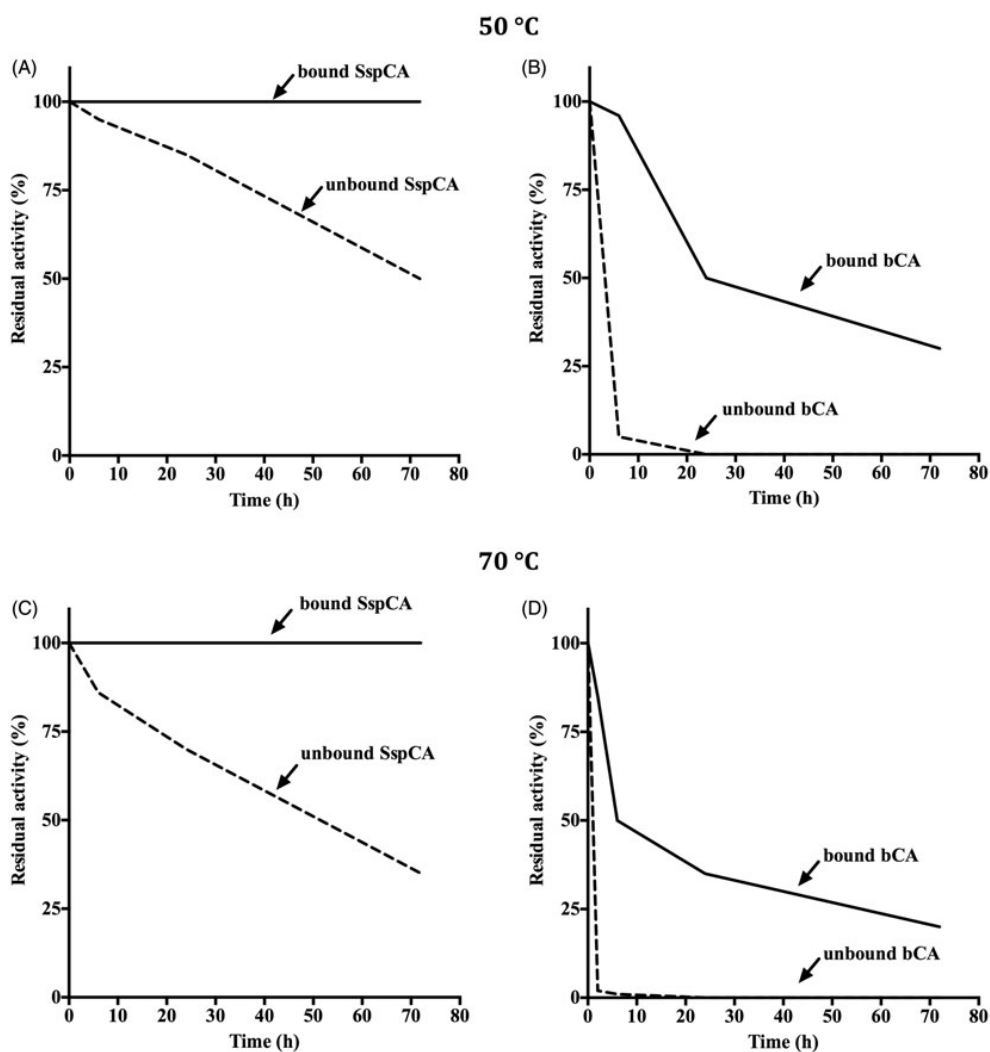 50 °C
(A)
bound SspCA
unbound SspCA
Residual activity (%)
100
75
50
25
0
0 10 20 30 40 50 60 70 80
Time (h)
(B)
bound bCA
unbound bCA
Residual activity (%)
100
75
50
25
0
0 10 20 30 40 50 60 70 80
Time (h)
70 °C
(C)
bound SspCA
unbound SspCA
Residual activity (%)
100
75
50
25
0
0 10 20 30 40 50 60 70 80
Time (h)
(D)
bound bCA
unbound bCA
Residual activity (%)
100
75
50
25
0
0 10 20 30 40 50 60 70 80
Time (h)